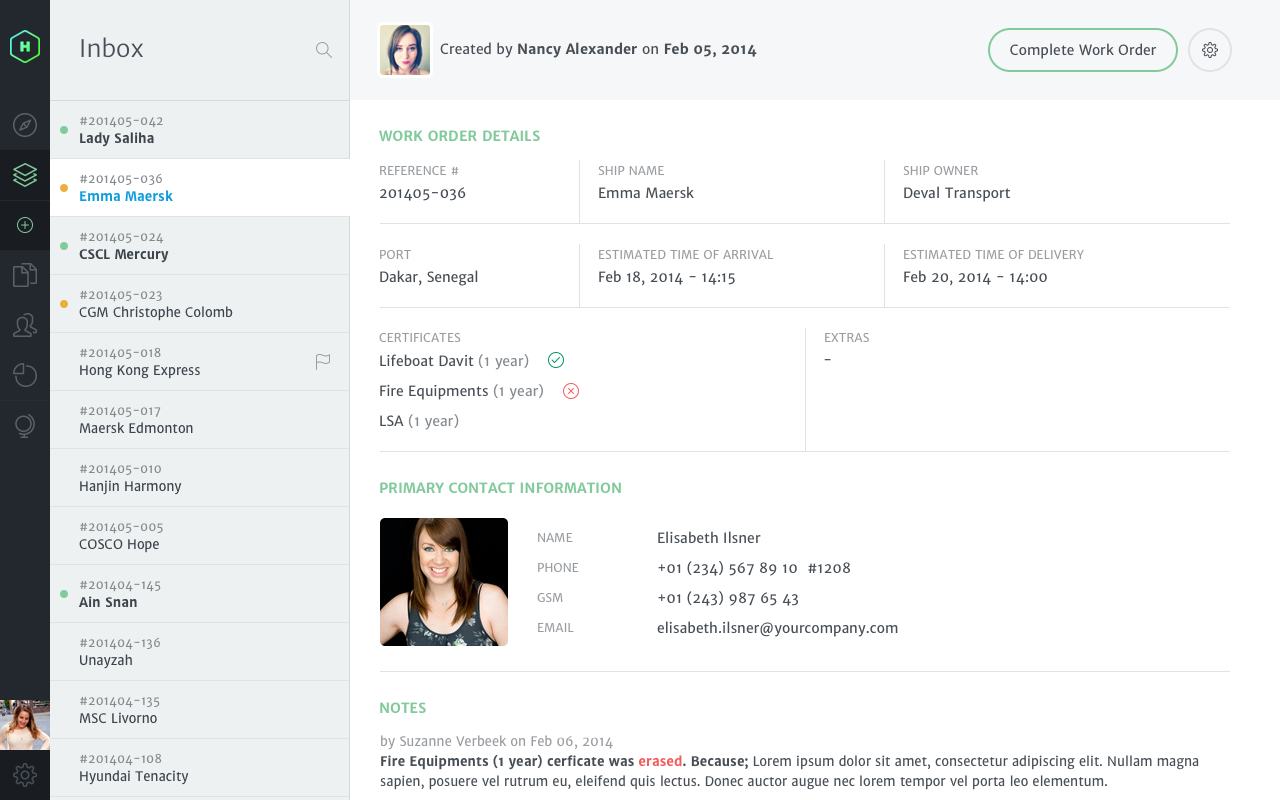 H
Inbox
#201405-042
Lady Saliha
#201405-036
Emma Maersk
#201405-024
CSCL Mercury
#201405-023
CGM Christophe Colomb
#201405-018
Hong Kong Express
#201405-017
Maersk Edmonton
#201405-010
Hanjin Harmony
#201405-005
COSCO Hope
#201404-145
Ain Snan
#201404-136
Unayzah
#201404-135
MSC Livorno
#201404-108
Hyundai Tenacity
Created by Nancy Alexander on Feb 05, 2014
Complete Work Order
WORK ORDER DETAILS
REFERENCE #
201405-036
SHIP NAME
Emma Maersk
SHIP OWNER
Deval Transport
PORT
Dakar, Senegal
ESTIMATED TIME OF ARRIVAL
Feb 18, 2014 - 14:15
ESTIMATED TIME OF DELIVERY
Feb 20, 2014 - 14:00
CERTIFICATES
Lifeboat Davit (1 year)
Fire Equipments (1 year)
LSA (1 year)
EXTRAS
-
PRIMARY CONTACT INFORMATION
NAME Elisabeth Ilsner
PHONE +01 (234) 567 89 10 #1208
GSM +01 (243) 987 65 43
EMAIL elisabeth.ilsner@yourcompany.com
NOTES
by Suzanne Verbeek on Feb 06, 2014
Fire Equipments (1 year) cerficate was erased. Because; Lorem ipsum dolor sit amet, consectetur adipiscing elit. Nullam magna
sapien, posuere vel rutrum eu, eleifend quis lectus. Donec auctor augue nec lorem tempor vel porta leo elementum.